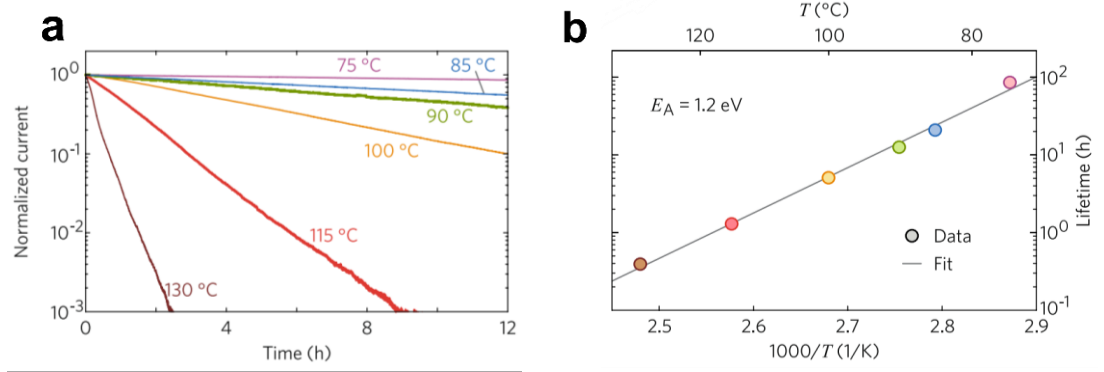 a
10⁰
10⁻¹
10⁻²
10⁻³
Normalized current
75 °C
85 °C
90 °C
100 °C
115 °C
130 °C
0
4
8
12
Time (h)
b
T (°C)
120
100
80
E_A = 1.2 eV
10²
10¹
10⁰
10⁻¹
Lifetime (h)
Data
Fit
2.5
2.6
2.7
2.8
2.9
1000/T (1/K)